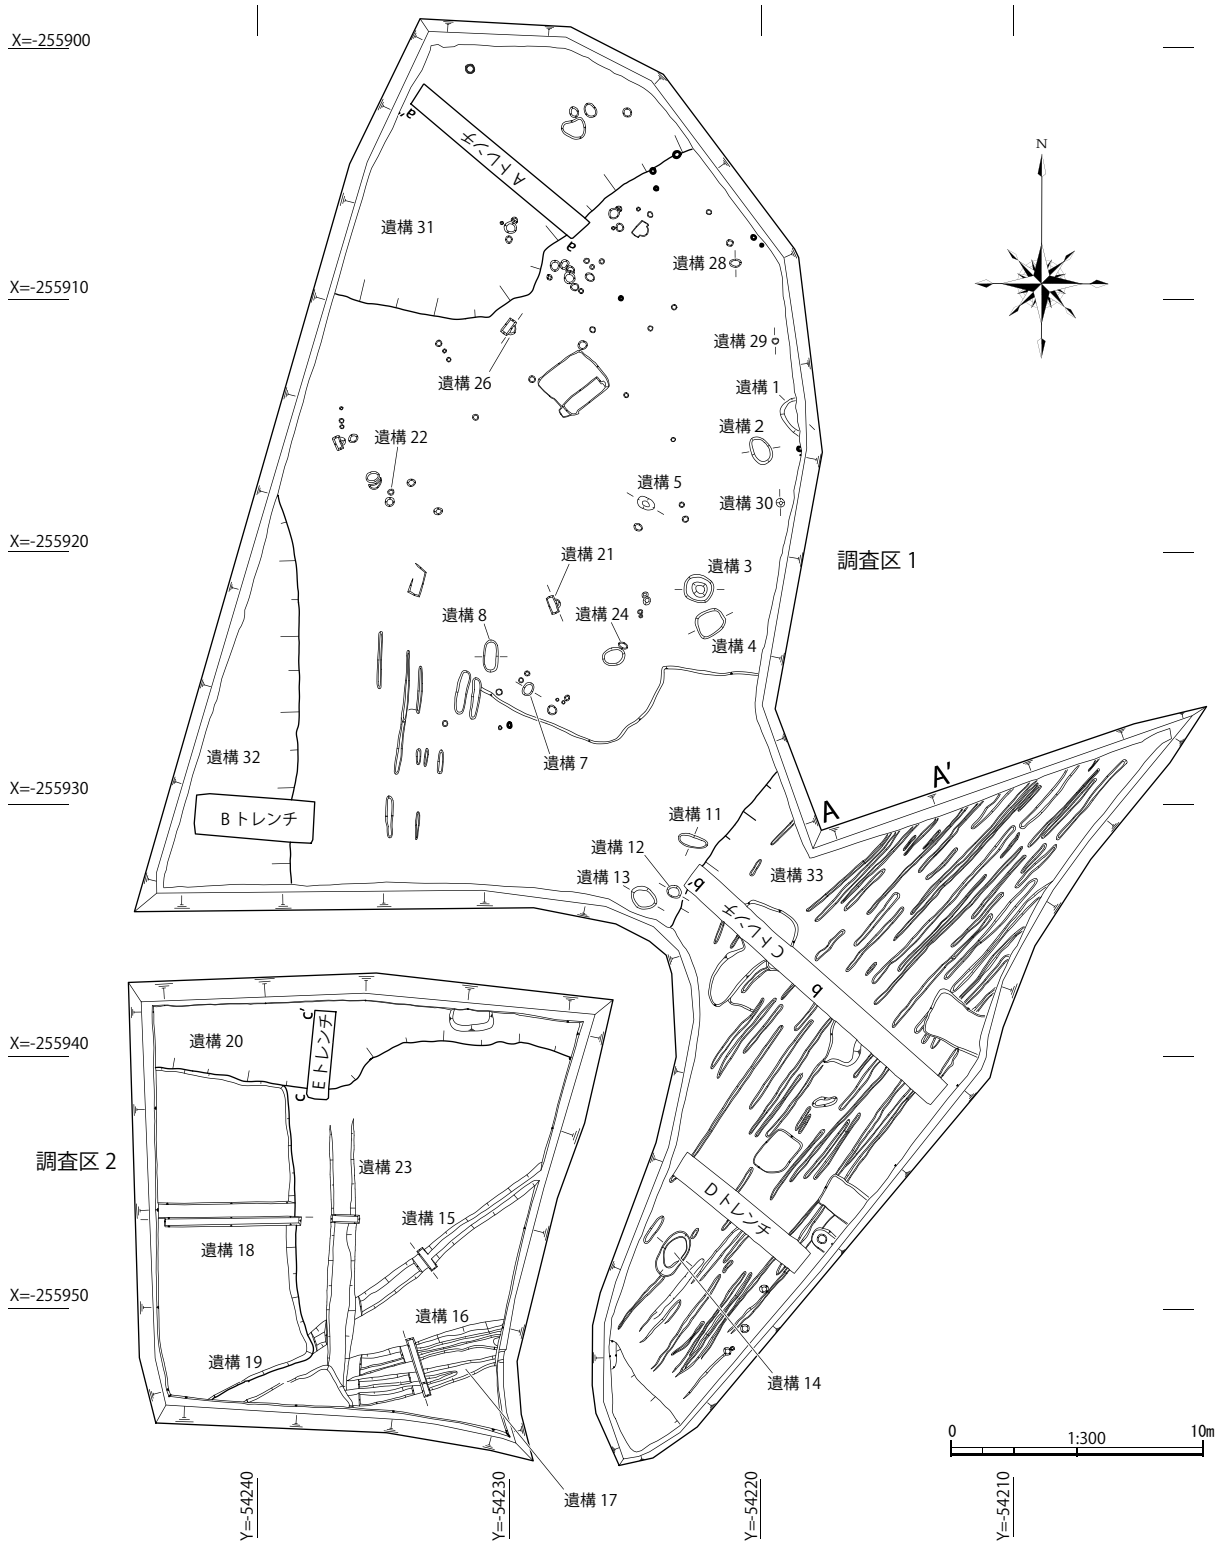 X=-255900
N
a'
Aトレンチ
遺構 31
遺構 28
X=-255910
遺構 29
遺構 26
遺構 1
遺構 2
遺構 22
遺構 5
遺構 30
X=-255920
遺構 21
調査区 1
遺構 3
遺構 8
遺構 24
遺構 4
遺構 32
遺構 7
A'
X=-255930
B トレンチ
A
遺構 11
遺構 12
遺構 13
遺構 33
b'
Cトレンチ
b
c'
遺構 20
X=-255940
Eトレンチ
c
調査区 2
遺構 23
遺構 15
Dトレンチ
遺構 18
X=-255950
遺構 16
遺構 19
遺構 14
0
1:300
10m
遺構 17
Y=-54240
Y=-54230
Y=-54220
Y=-54210